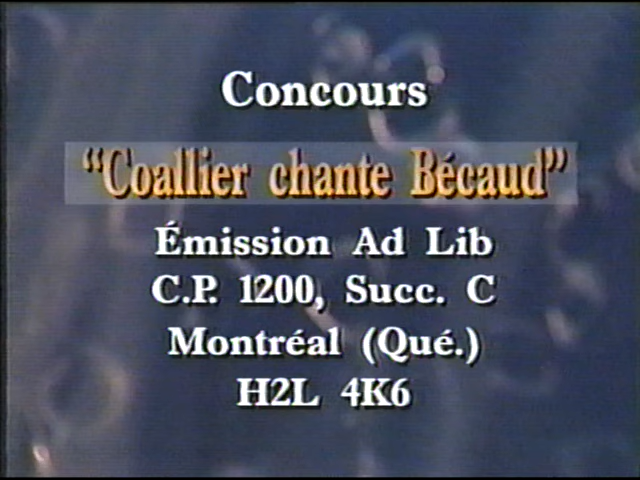 Concours
“Coallier chante Bécaud”
Émission Ad Lib
C.P. 1200, Succ. C
Montréal (Qué.)
H2L 4K6